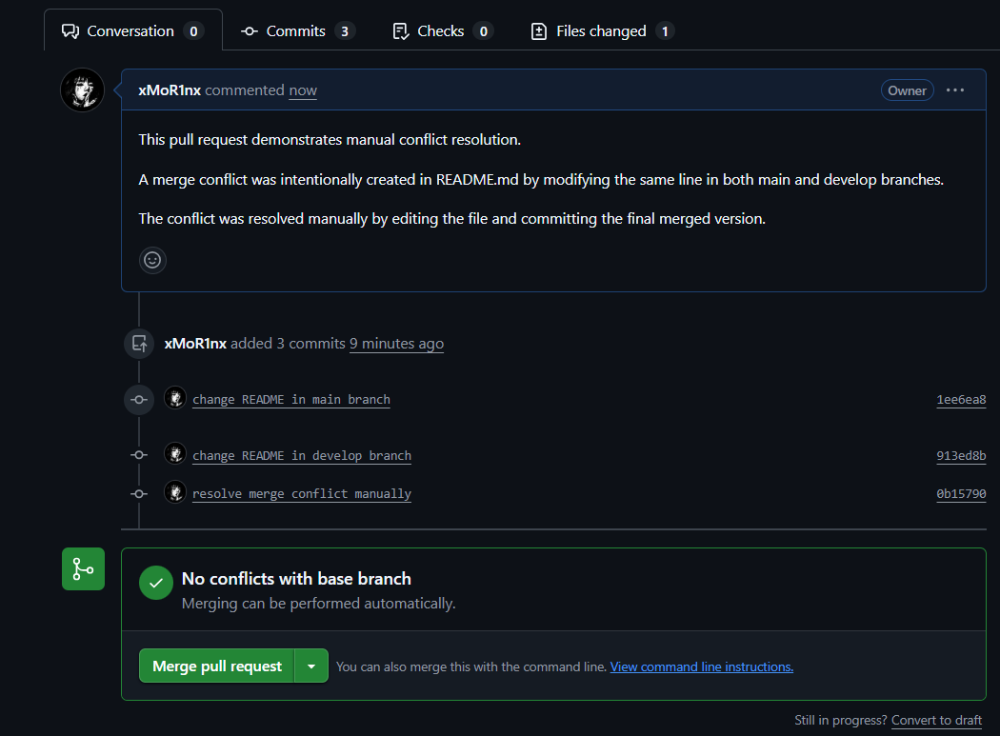 Conversation 0 Commits 3 Checks 0 Files changed 1
xMoR1nx commented now Owner
This pull request demonstrates manual conflict resolution.
A merge conflict was intentionally created in README.md by modifying the same line in both main and develop branches.
The conflict was resolved manually by editing the file and committing the final merged version.
xMoR1nx added 3 commits 9 minutes ago
change README in main branch 1ee6ea8
change README in develop branch 913ed8b
resolve merge conflict manually 0b15790
No conflicts with base branch
Merging can be performed automatically.
Merge pull request You can also merge this with the command line. View command line instructions.
Still in progress? Convert to draft